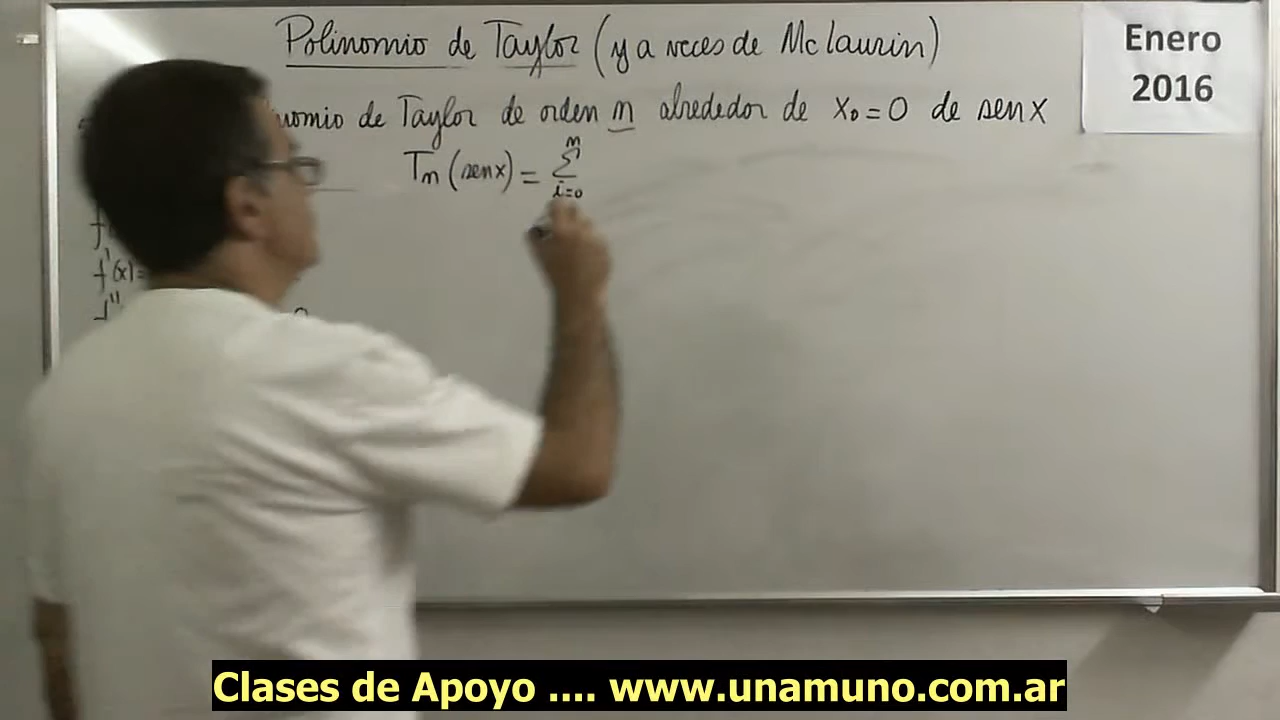 Polinomio de Taylor (y a veces de Mc laurin)
Enero
2016
nomio de Taylor de orden n alrededor de x₀ = 0 de sen x
Tn (sen x) = Σ n i=0
f'(x) =
f''
Clases de Apoyo .... www.unamuno.com.ar